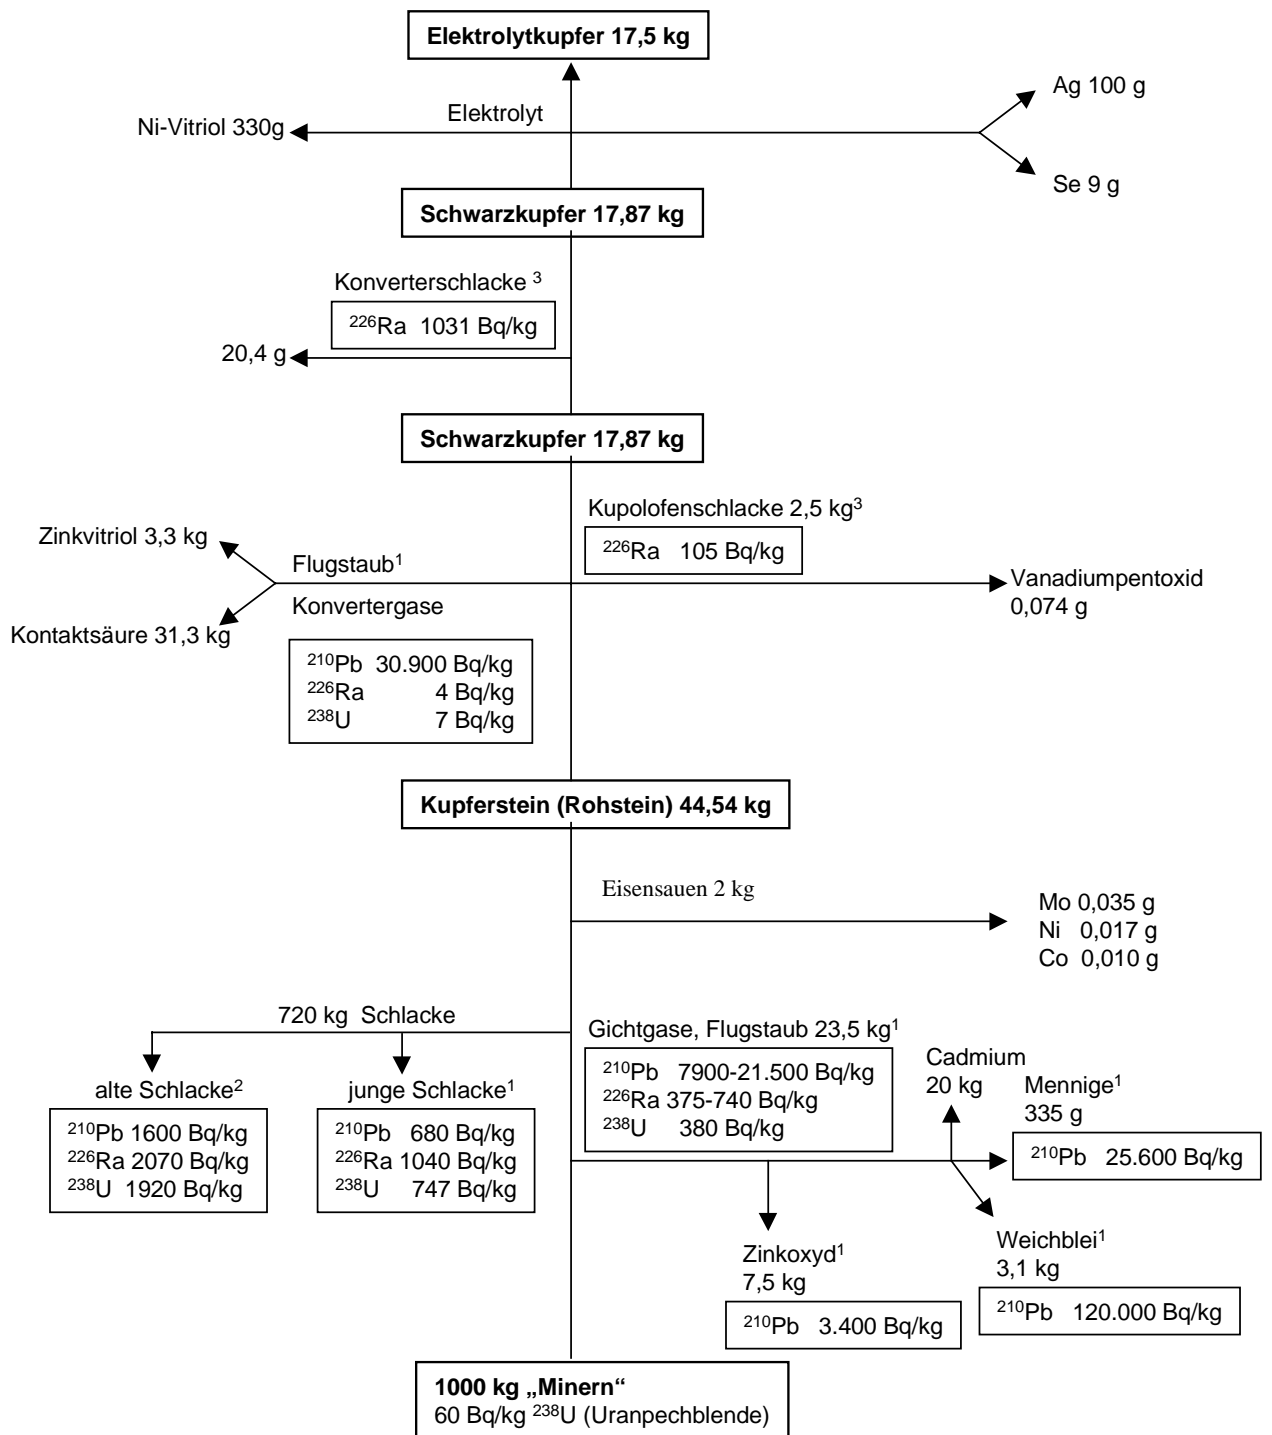 Elektrolytkupfer 17,5 kg
Ag 100 g
Elektrolyt
Ni-Vitriol 330g
Se 9 g
Schwarzkupfer 17,87 kg
Konverterschlacke ³
²²⁶Ra 1031 Bq/kg
20,4 g
Schwarzkupfer 17,87 kg
Kupolofenschlacke 2,5 kg³
²²⁶Ra 105 Bq/kg
Zinkvitriol 3,3 kg
Flugstaub¹
Vanadiumpentoxid
0,074 g
Konvertergase
Kontaktsäure 31,3 kg
²¹⁰Pb 30.900 Bq/kg
²²⁶Ra 4 Bq/kg
²³⁸U 7 Bq/kg
Kupferstein (Rohstein) 44,54 kg
Eisensauen 2 kg
Mo 0,035 g
Ni 0,017 g
Co 0,010 g
720 kg Schlacke
Gichtgase, Flugstaub 23,5 kg¹
²¹⁰Pb 7900-21.500 Bq/kg
²²⁶Ra 375-740 Bq/kg
²³⁸U 380 Bq/kg
Cadmium
20 kg
Mennige¹
335 g
²¹⁰Pb 25.600 Bq/kg
alte Schlacke²
²¹⁰Pb 1600 Bq/kg
²²⁶Ra 2070 Bq/kg
²³⁸U 1920 Bq/kg
junge Schlacke¹
²¹⁰Pb 680 Bq/kg
²²⁶Ra 1040 Bq/kg
²³⁸U 747 Bq/kg
Zinkoxyd¹
7,5 kg
²¹⁰Pb 3.400 Bq/kg
Weichblei¹
3,1 kg
²¹⁰Pb 120.000 Bq/kg
1000 kg „Minern“
60 Bq/kg ²³⁸U (Uranpechblende)